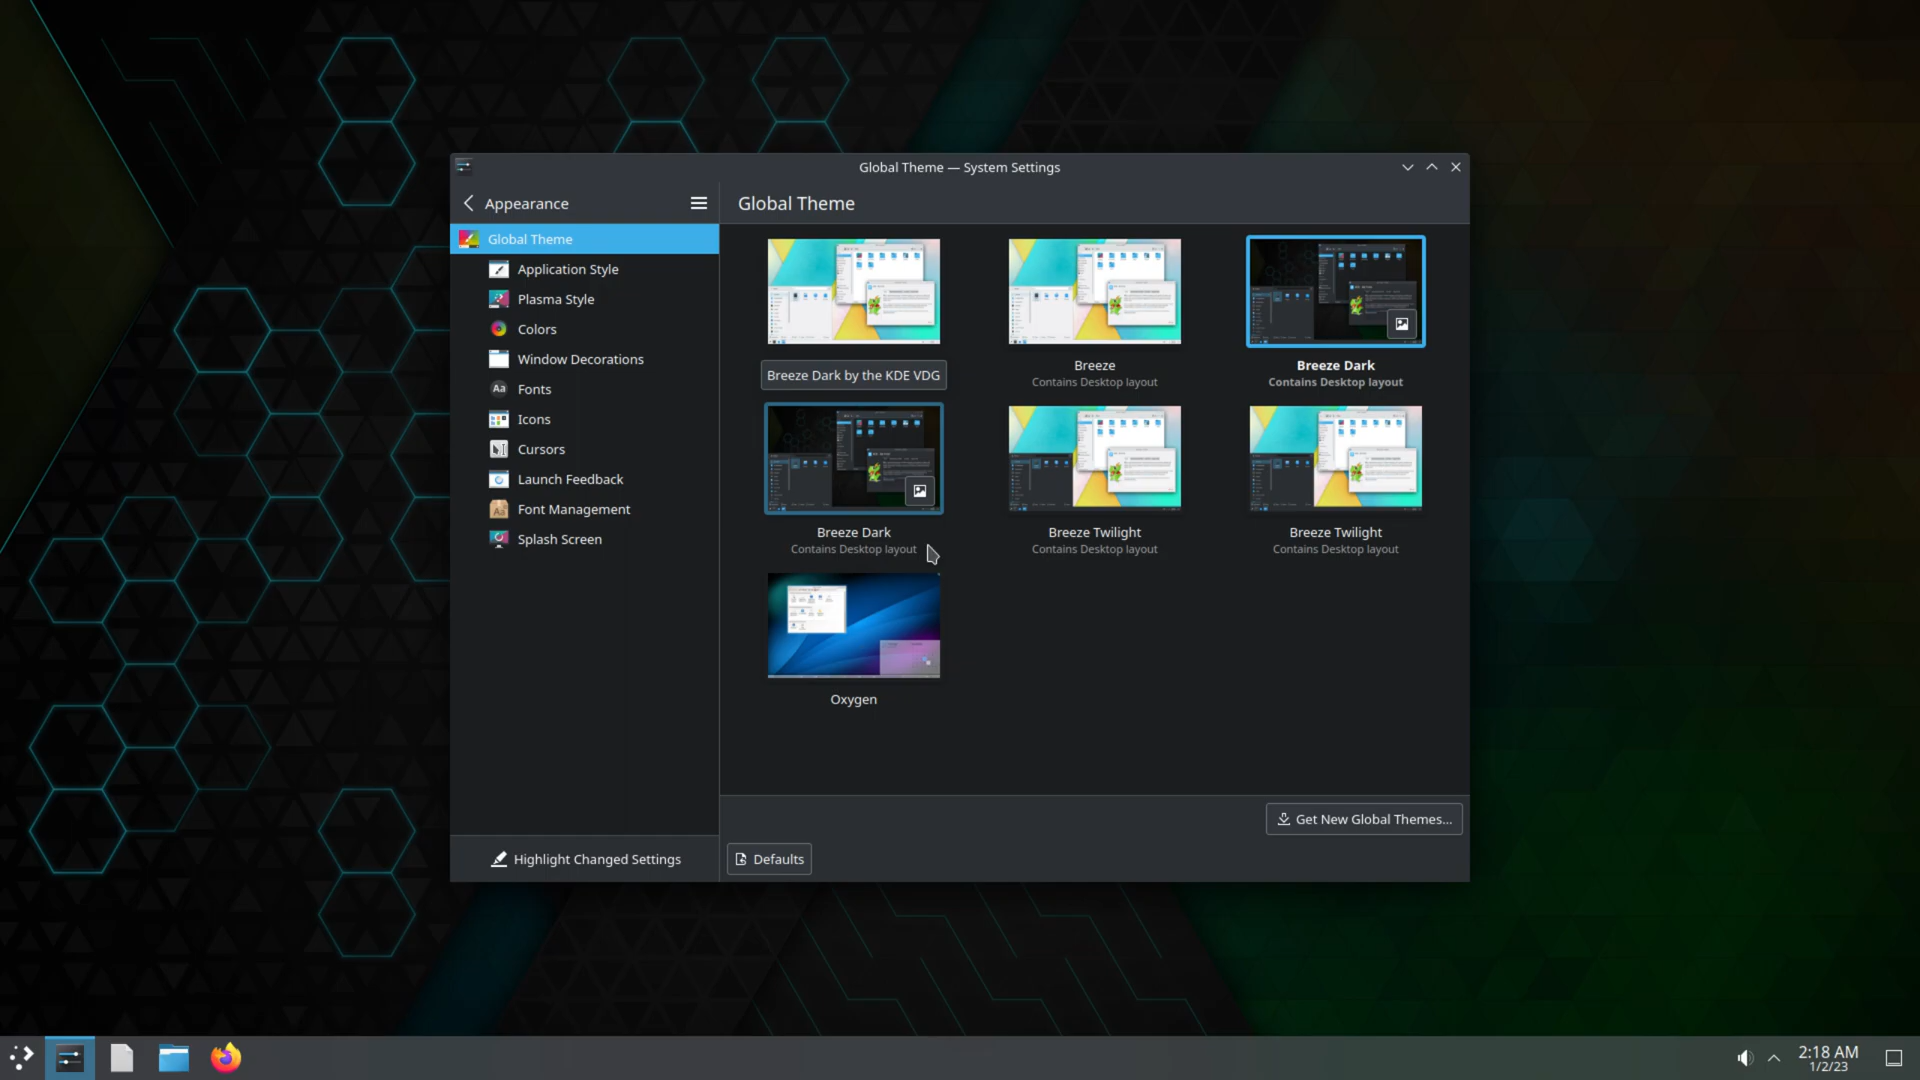 Global Theme — System Settings
Appearance
Global Theme
Global Theme
Application Style
Plasma Style
Colors
Window Decorations
Fonts
Icons
Cursors
Launch Feedback
Font Management
Splash Screen
Highlight Changed Settings
Breeze Dark by the KDE VDG
Breeze
Contains Desktop layout
Breeze Dark
Contains Desktop layout
Breeze Dark
Contains Desktop layout
Breeze Twilight
Contains Desktop layout
Breeze Twilight
Contains Desktop layout
Oxygen
Get New Global Themes...
Defaults
2:18 AM
1/2/23